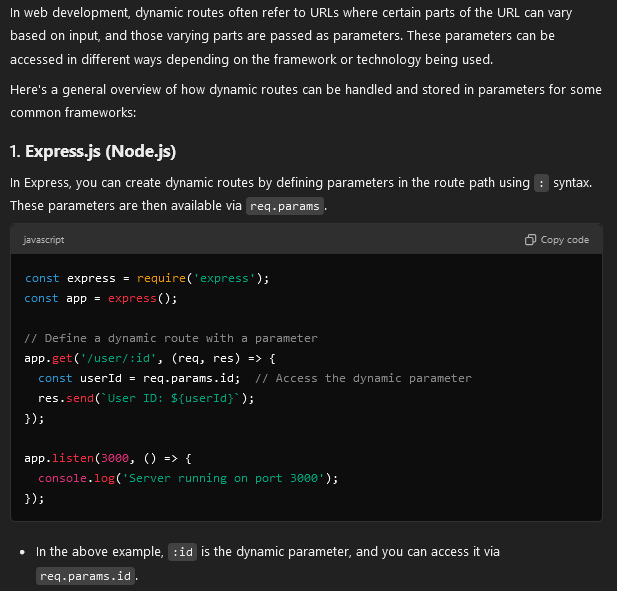 In web development, dynamic routes often refer to URLs where certain parts of the URL can vary
based on input, and those varying parts are passed as parameters. These parameters can be
accessed in different ways depending on the framework or technology being used.
Here's a general overview of how dynamic routes can be handled and stored in parameters for some
common frameworks:
1. Express.js (Node.js)
In Express, you can create dynamic routes by defining parameters in the route path using : syntax.
These parameters are then available via req.params.
javascript Copy code
const express = require('express');
const app = express();
// Define a dynamic route with a parameter
app.get('/user/:id', (req, res) => {
  const userId = req.params.id;  // Access the dynamic parameter
  res.send(`User ID: ${userId}`);
});
app.listen(3000, () => {
  console.log('Server running on port 3000');
});
• In the above example, :id is the dynamic parameter, and you can access it via
req.params.id.